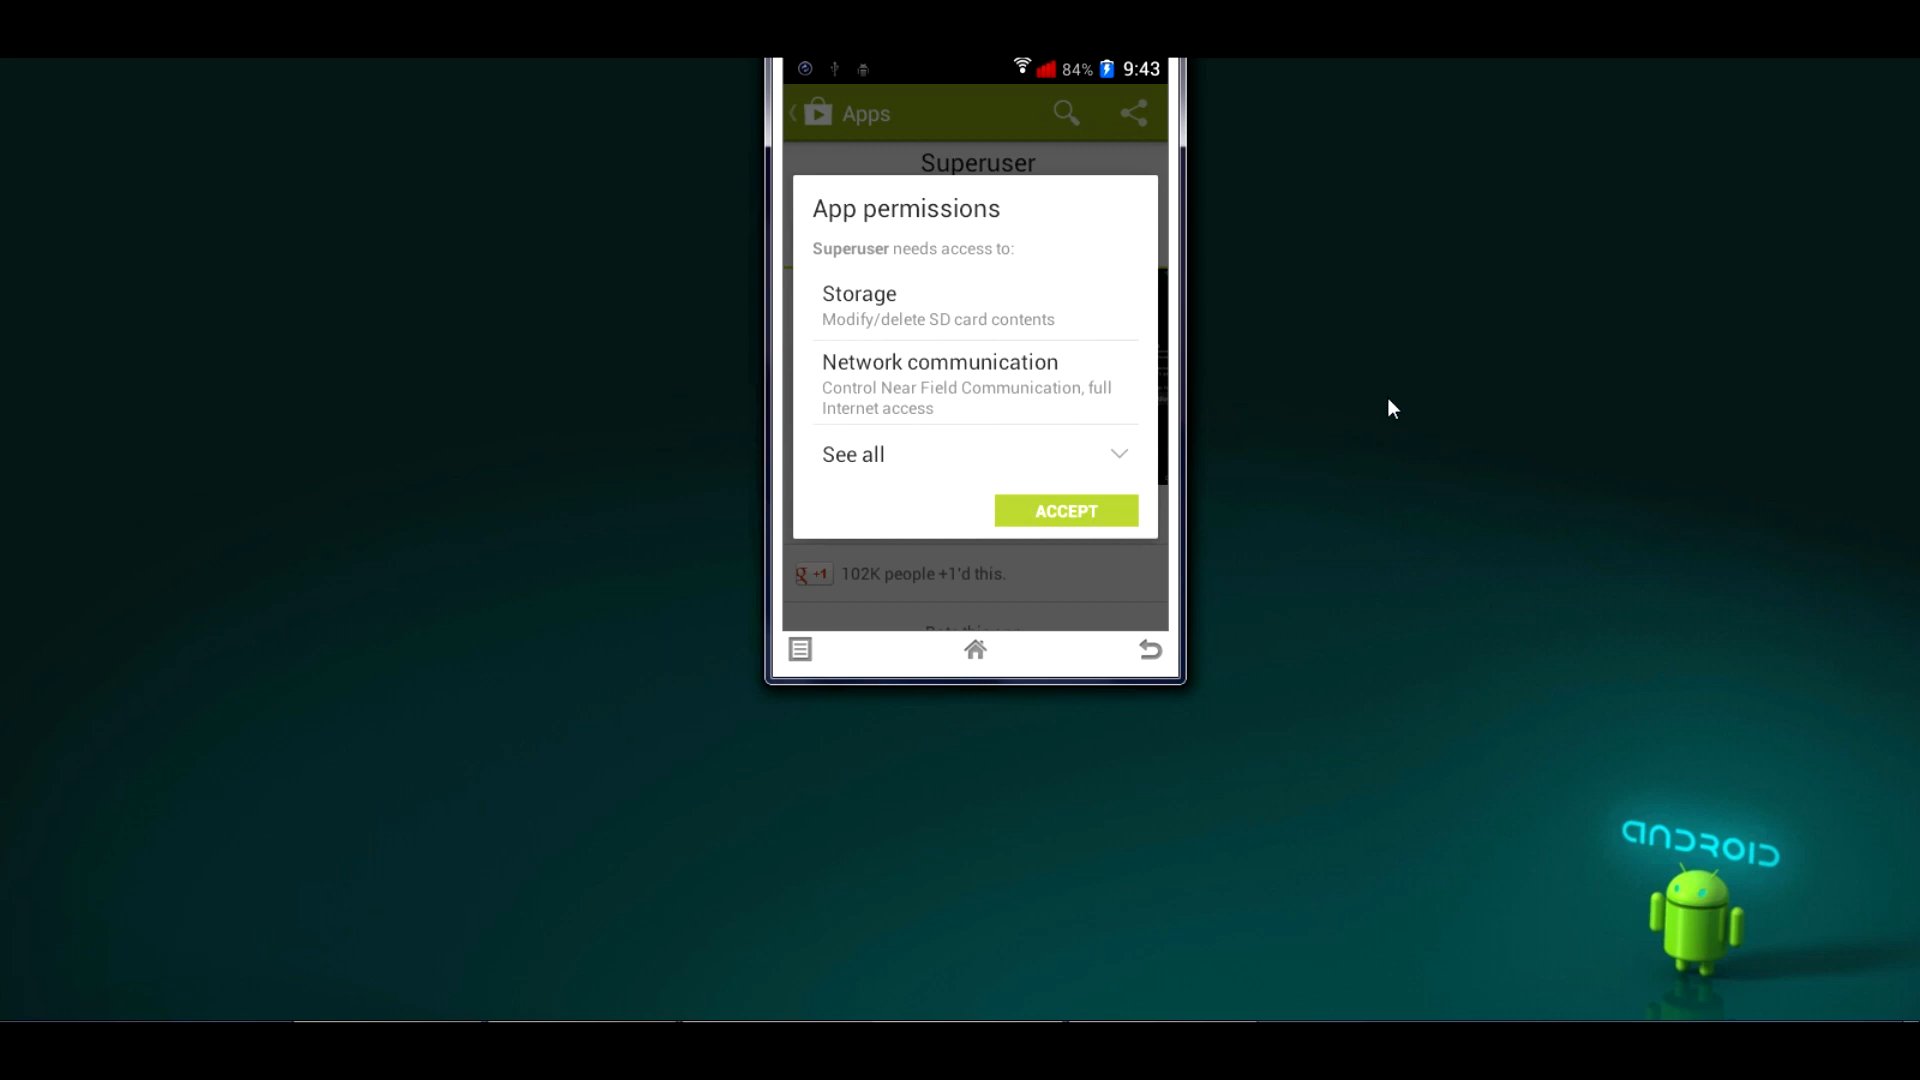 84% 9:43
Apps
Superuser
App permissions
Superuser needs access to:
Storage
Modify/delete SD card contents
Network communication
Control Near Field Communication, full
Internet access
See all
ACCEPT
g +1 102K people +1'd this.
ANDROID